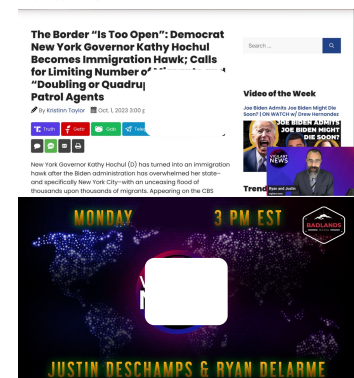 The Border “Is Too Open”: Democrat
New York Governor Kathy Hochul
Becomes Immigration Hawk; Calls
for Limiting Number of
“Doubling or
Patrol Agents
By Kristinn Taylor Oct. 1, 2023 3:00
Truth Gettr Gab
New York Governor Kathy Hochul (D) has turned into an immigration
hawk after the Biden administration has overwhelmed her state–
and specifically New York City–with an unceasing flood of
thousands upon thousands of migrants. Appearing on the CBS
Search ...
Video of the Week
Joe Biden Admits Joe Biden Might Die
Soon? | ON WATCH w/ Drew Hernandez
JOE BIDEN ADMITS
JOE BIDEN MIGHT
DIE SOON?
VIGILANT
NEWS
Ryan and Justin
MONDAY 3 PM EST
BADLANDS
JUSTIN DESCHAMPS & RYAN DELARME